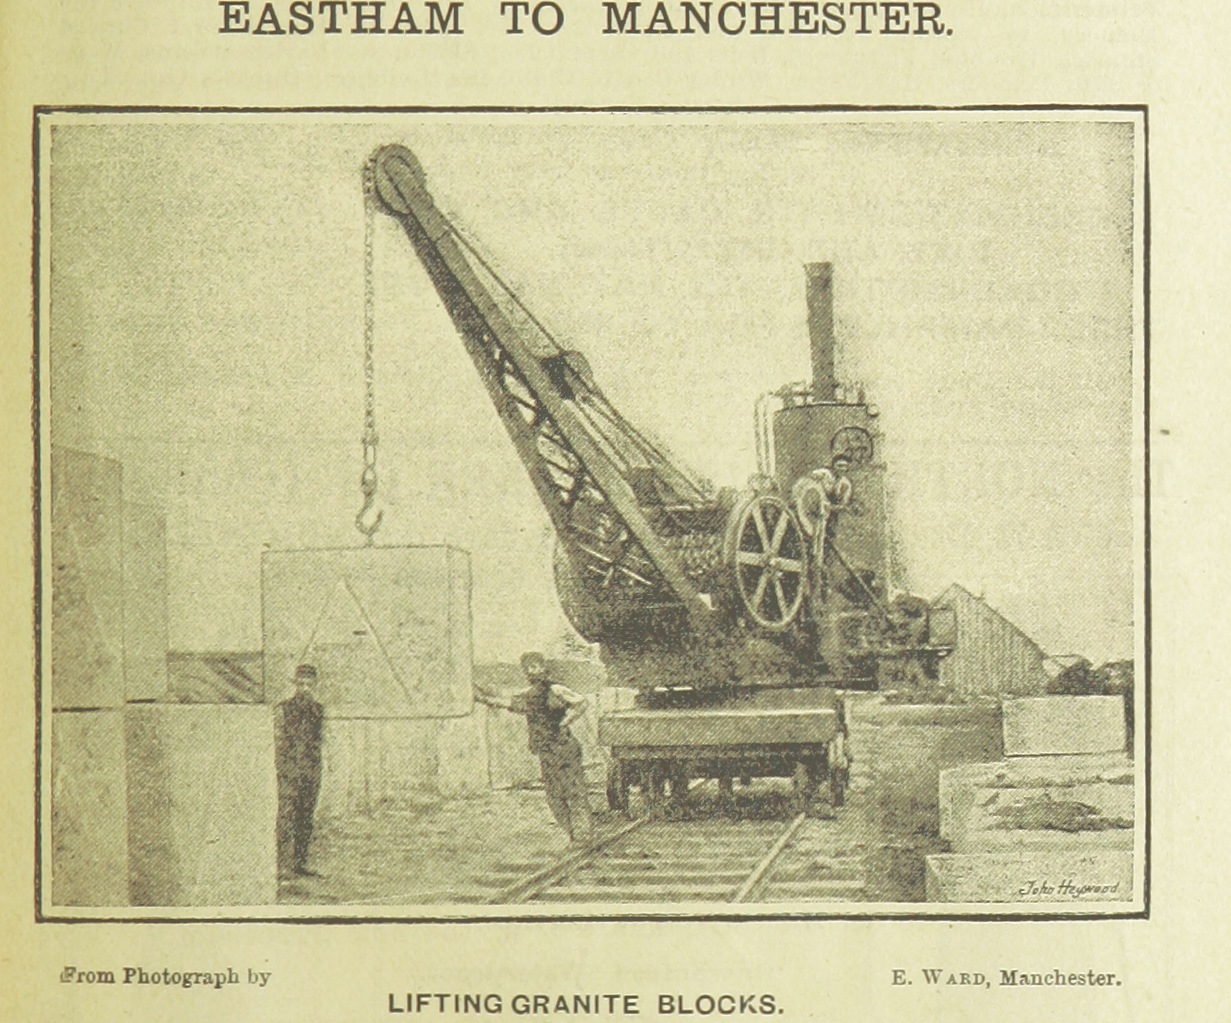 EASTHAM TO MANCHESTER.
John Heywood
From Photograph by
E. WARD, Manchester.
LIFTING GRANITE BLOCKS.